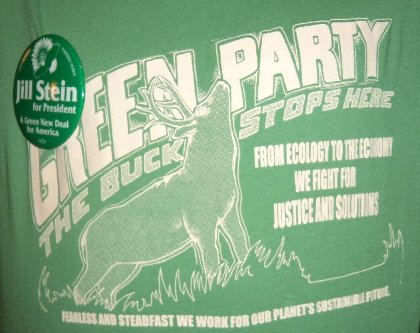 Jill Stein
for President
A Green New Deal
for America
GREEN PARTY
THE BUCK STOPS HERE
FROM ECOLOGY TO THE ECONOMY
WE FIGHT FOR
JUSTICE AND SOLUTIONS
FEARLESS AND STEADFAST WE WORK FOR OUR PLANET'S SUSTAINABLE FUTURE.